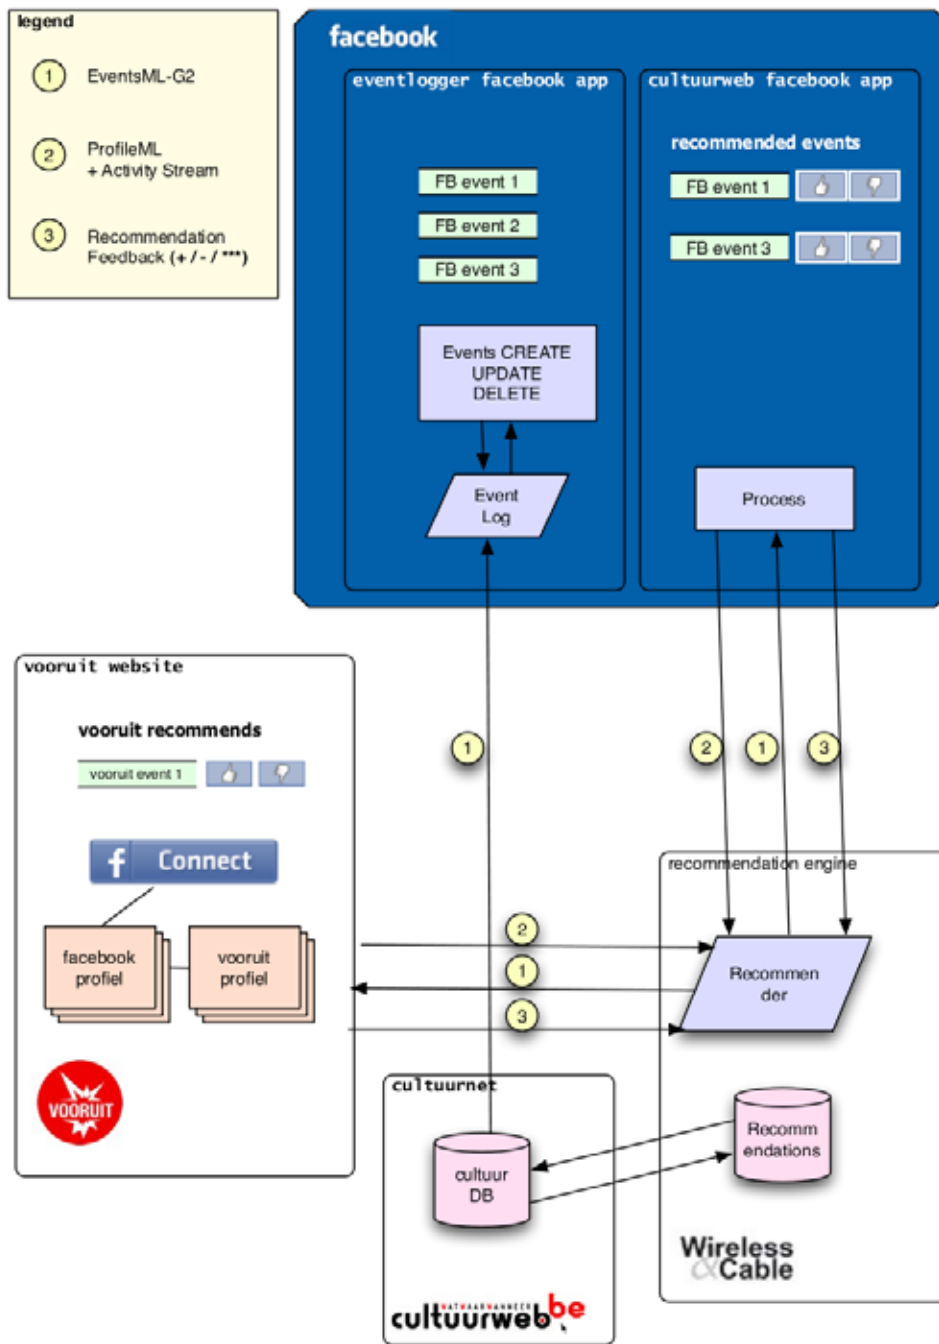 legend
1 EventsML-G2
2 ProfileML
+ Activity Stream
3 Recommendation
Feedback (+ / - / ***)
facebook
eventlogger facebook app
FB event 1
FB event 2
FB event 3
Events CREATE
UPDATE
DELETE
Event
Log
cultuurweb facebook app
recommended events
FB event 1
FB event 3
Process
1
2
1
3
vooruit website
vooruit recommends
vooruit event 1
f Connect
facebook
profiel
vooruit
profiel
VOORUIT
2
1
3
recommendation engine
Recommen
der
Recomm
endations
Wireless
&Cable
cultuurnet
cultuur
DB
WATWAARWANNEER
cultuurweb.be